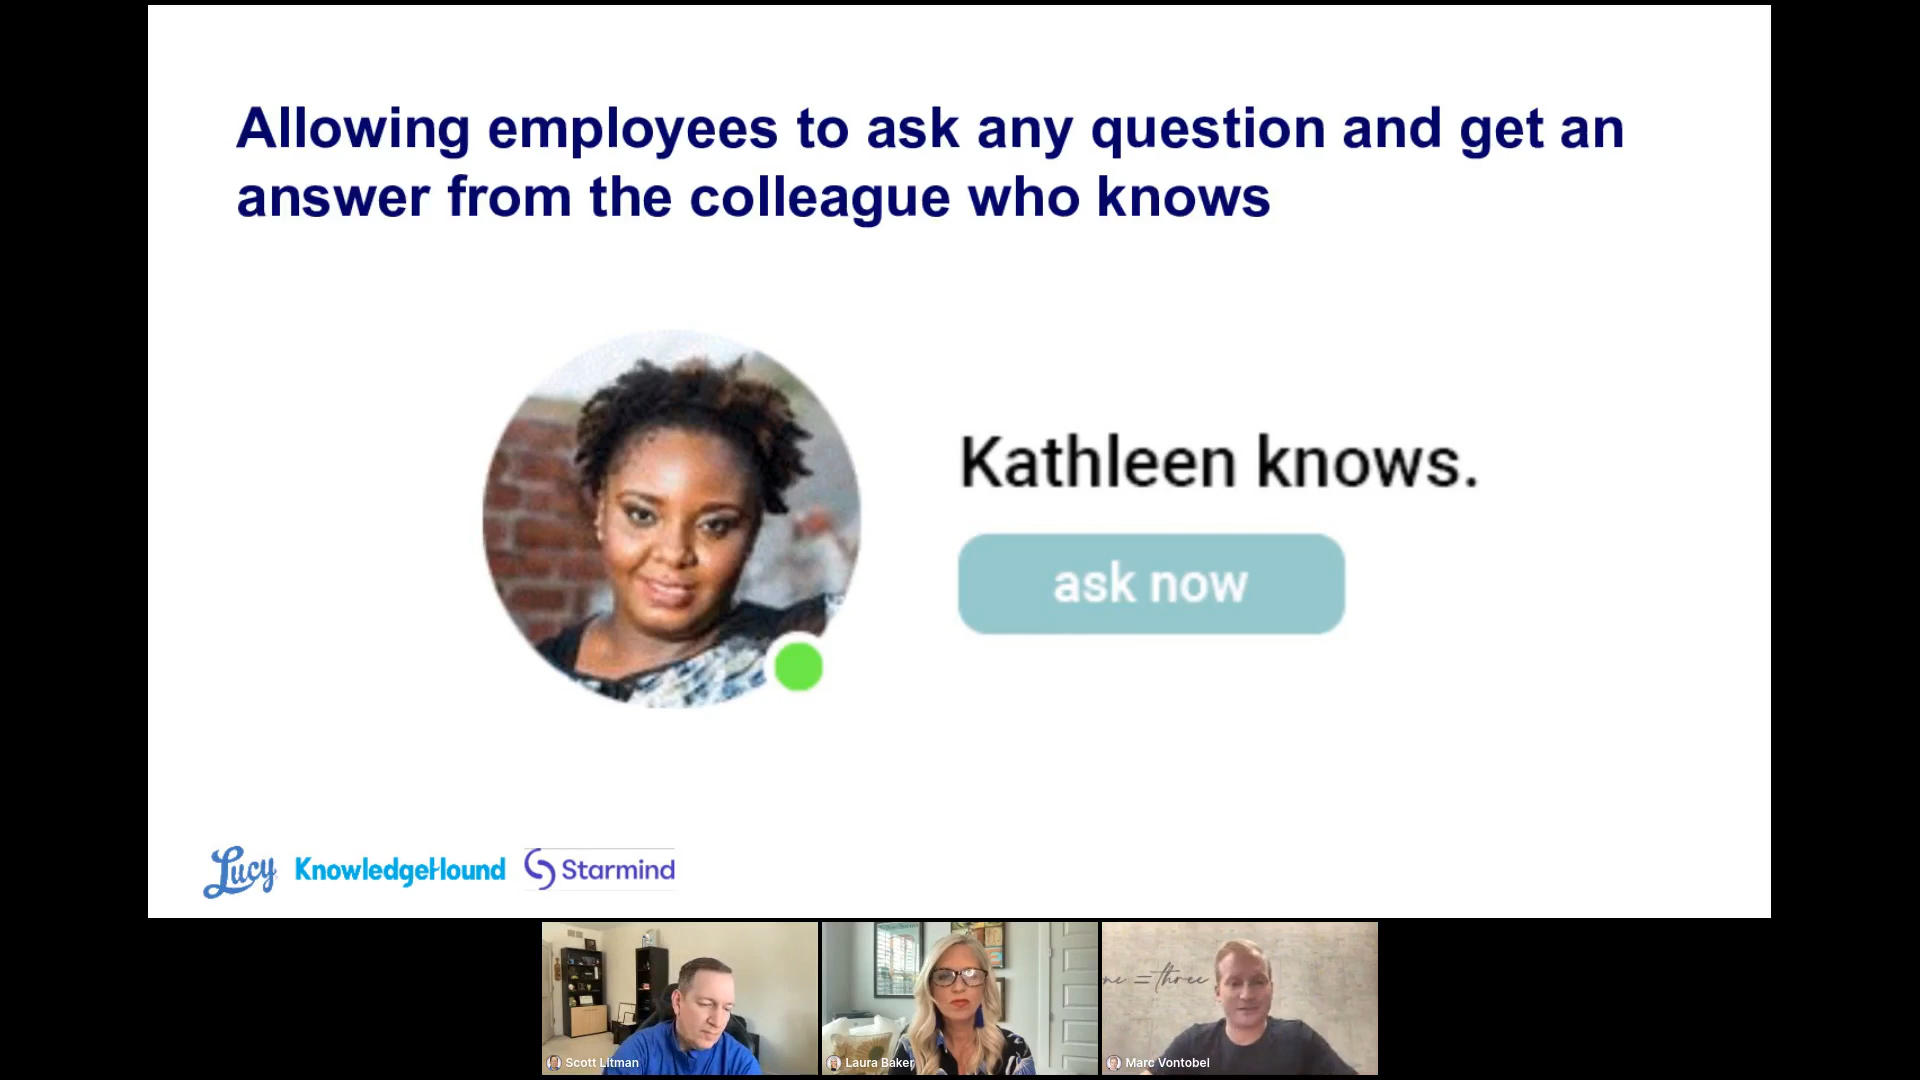 Allowing employees to ask any question and get an
answer from the colleague who knows
Kathleen knows.
ask now
Lucy
KnowledgeHound
Starmind
= three
Scott Litman
Laura Baker
Marc Vontobel